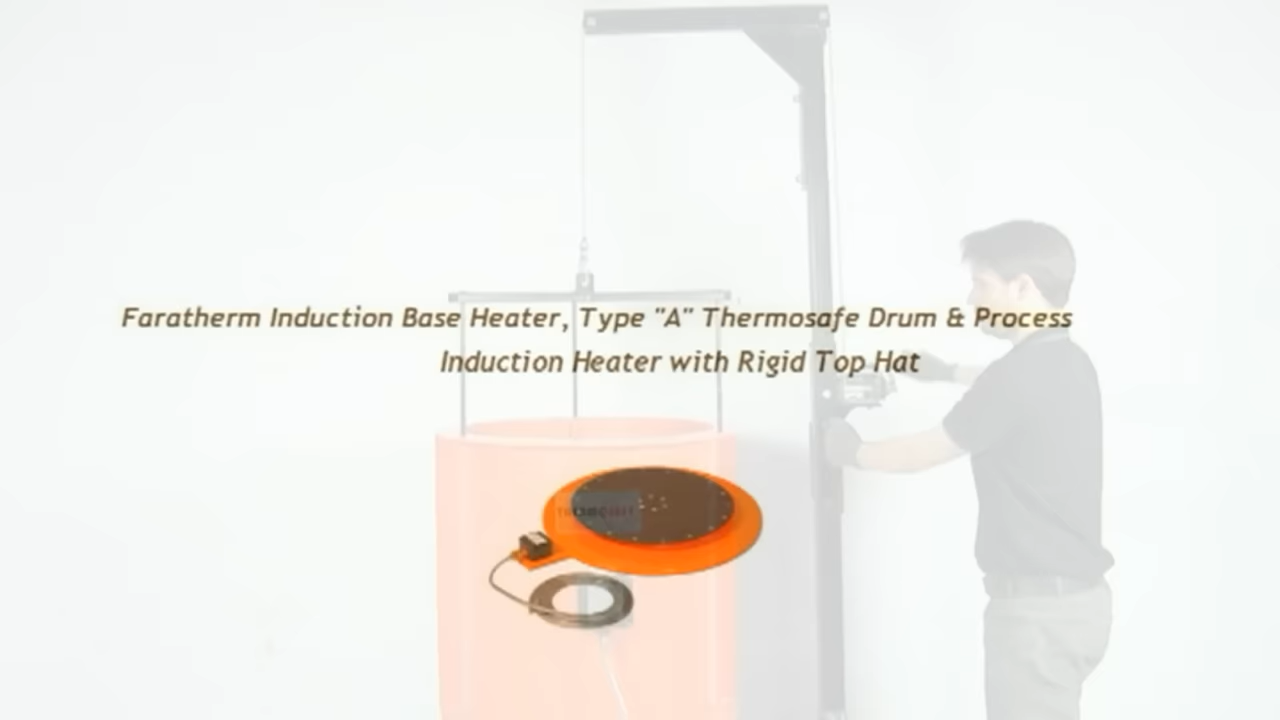 Faratherm Induction Base Heater, Type "A" Thermosafe Drum & Process
Induction Heater with Rigid Top Hat